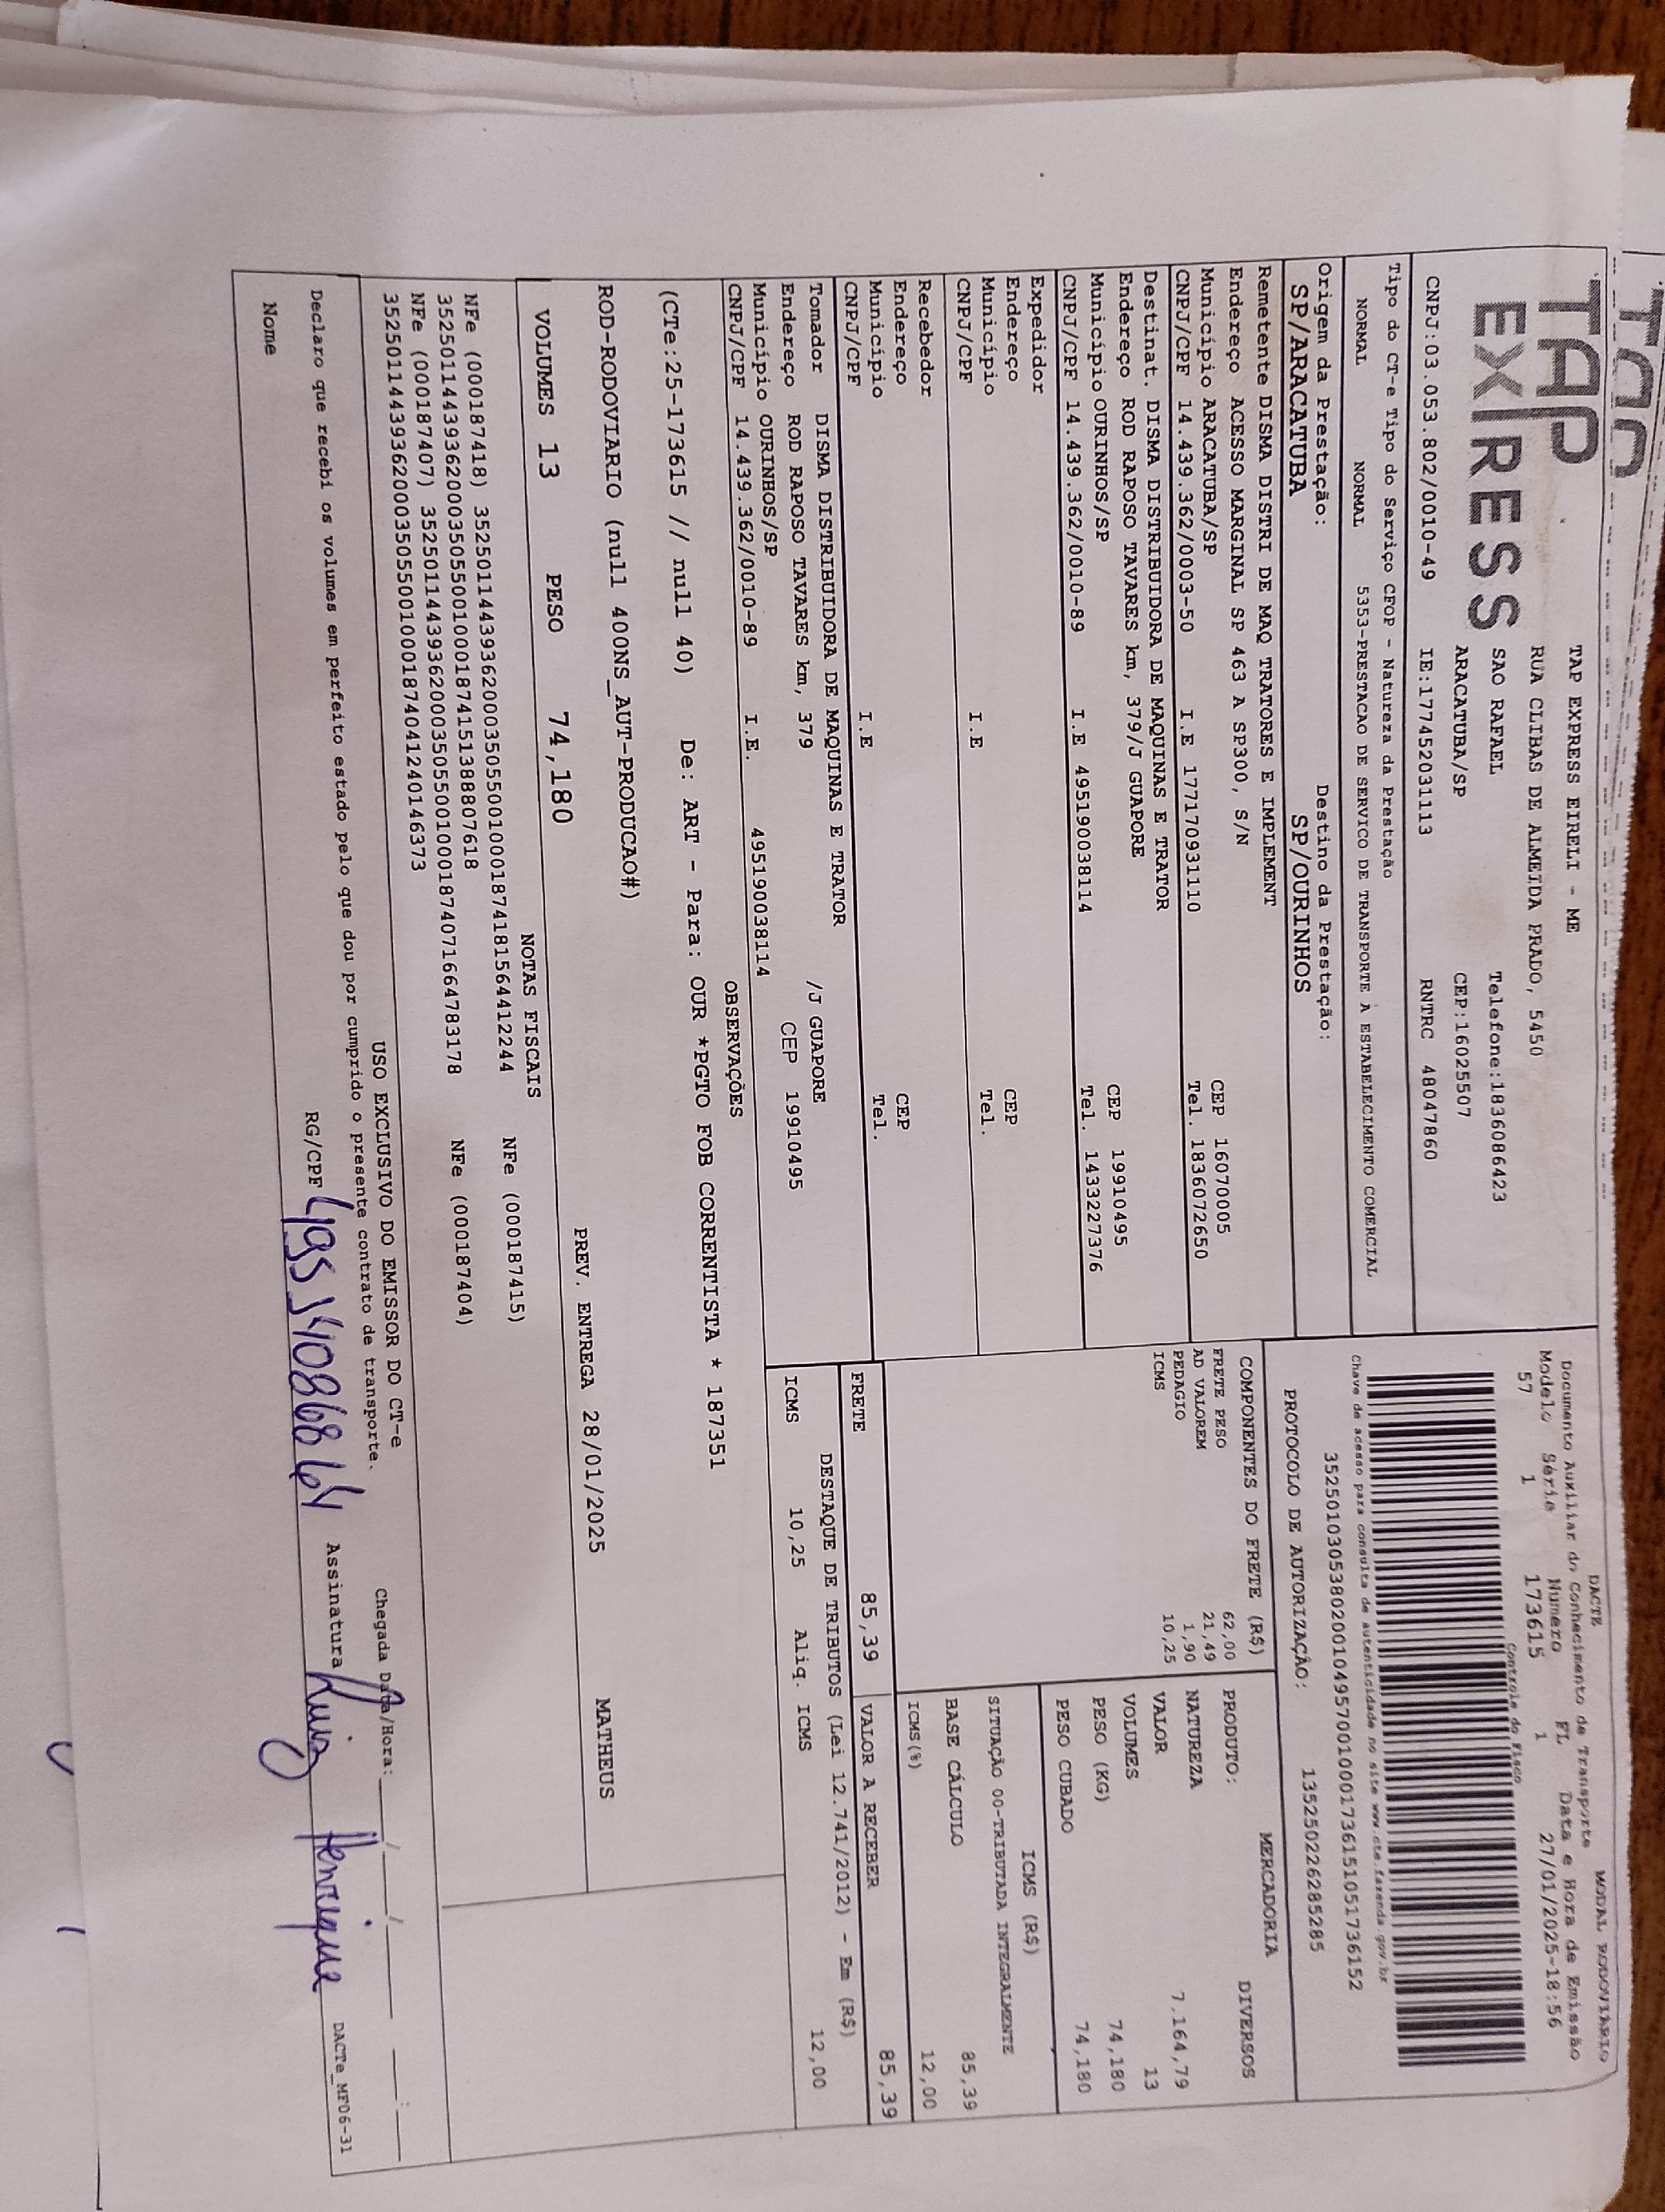 TAP
EXPRESS
TAP EXPRESS EIRELI - ME
RUA CLIBAS DE ALMEIDA PRADO, 5450
SAO RAFAEL Telefone:1836086423
ARACATUBA/SP CEP:16025507
CNPJ:03.053.802/0010-49 IE:177452031113 RNTRC 48047860
DACTE MODAL RODOVIARIO
Documento Auxiliar do Conhecimento de Transporte
Modelo Série Número FL Data e Hora de Emissão
57 1 173615 1 27/01/2025-18:56
Controle do Fisco
Tipo do CT-e Tipo do Serviço CFOP - Natureza da Prestação
NORMAL NORMAL 5353-PRESTACAO DE SERVICO DE TRANSPORTE A ESTABELECIMENTO COMERCIAL
Chave de acesso para consulta de autenticidade no site www.cte.fazenda.gov.br
35250103053802001049570010001736151051736152
Origem da Prestação: Destino da Prestação:
SP/ARACATUBA SP/OURINHOS
PROTOCOLO DE AUTORIZAÇÃO: 135250226285285
Remetente DISMA DISTRI DE MAQ TRATORES E IMPLEMENT
Endereço ACESSO MARGINAL SP 463 A SP300, S/N CEP 16070005
Município ARACATUBA/SP Tel. 1836072650
CNPJ/CPF 14.439.362/0003-50 I.E 177170931110
Destinat. DISMA DISTRIBUIDORA DE MAQUINAS E TRATOR
Endereço ROD RAPOSO TAVARES km, 379/J GUAPORE CEP 19910495
Município OURINHOS/SP Tel. 1433227376
CNPJ/CPF 14.439.362/0010-89 I.E 495190038114
Expedidor
Endereço CEP
Município Tel.
CNPJ/CPF I.E
Recebedor
Endereço CEP
Município Tel.
CNPJ/CPF I.E
Tomador DISMA DISTRIBUIDORA DE MAQUINAS E TRATOR
Endereço ROD RAPOSO TAVARES km, 379 /J GUAPORE
Município OURINHOS/SP CEP 19910495
CNPJ/CPF 14.439.362/0010-89 I.E. 495190038114
COMPONENTES DO FRETE (R$)
FRETE PESO 62,00
AD VALOREM 21,49
PEDAGIO 1,90
ICMS 10,25
MERCADORIA
PRODUTO: DIVERSOS
NATUREZA
VALOR 7.164,79
VOLUMES 13
PESO (KG) 74,180
PESO CUBADO 74,180
ICMS (R$)
SITUAÇÃO 00-TRIBUTADA INTEGRALMENTE
BASE CÁLCULO 85,39
ICMS(%) 12,00
FRETE 85,39 VALOR A RECEBER 85,39
DESTAQUE DE TRIBUTOS (Lei 12.741/2012) - Em (R$)
ICMS 10,25 Aliq. ICMS 12,00
OBSERVAÇÕES
(CTe:25-173615 // null 40) De: ART - Para: OUR *PGTO FOB CORRENTISTA * 187351
ROD-RODOVIARIO (null 400NS_AUT-PRODUCAO#)
VOLUMES 13 PESO 74,180 PREV. ENTREGA 28/01/2025 MATHEUS
NOTAS FISCAIS
NFe (000187418) 35250114439362000350550010001874181564412244 NFe (000187415)
35250114439362000350550010001874151388807618
NFe (000187407) 35250114439362000350550010001874071664783178 NFe (000187404)
35250114439362000350550010001874041240146373
USO EXCLUSIVO DO EMISSOR DO CT-e
Declaro que recebi os volumes em perfeito estado pelo que dou por cumprido o presente contrato de transporte.
Chegada Data/Hora: ___/___/_____ ___:___
Nome RG/CPF Assinatura Luiz Henrique DACTe_MF06-31